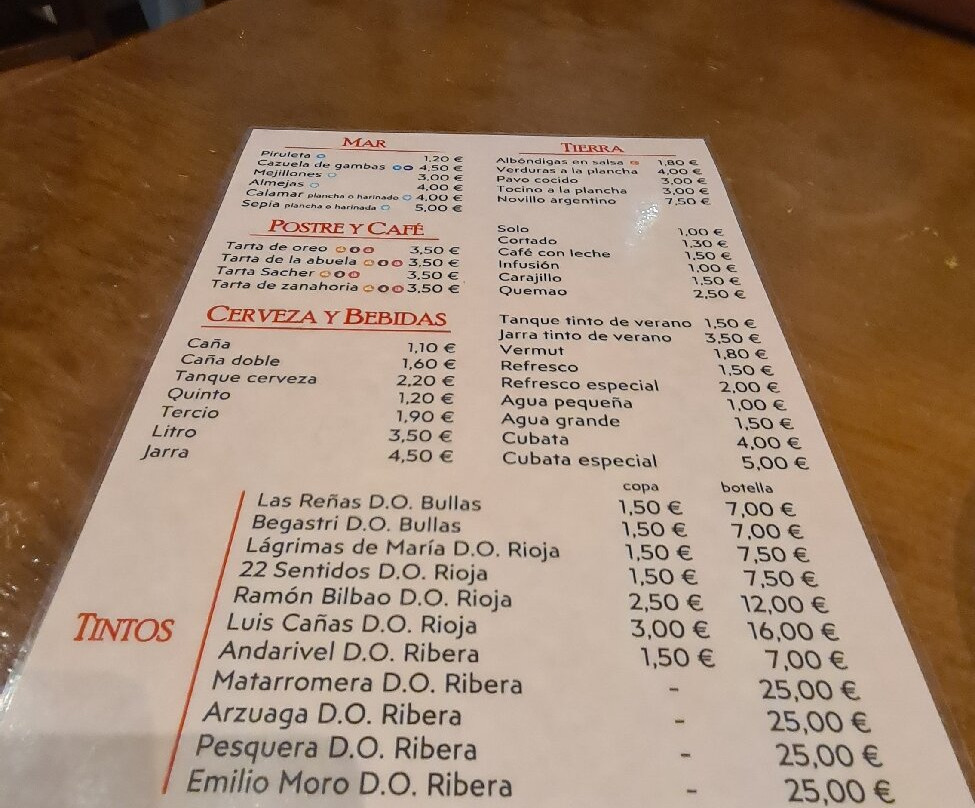 MAR
Piruleta 1,20 €
Cazuela de gambas 4,50 €
Mejillones 3,00 €
Almejas 4,00 €
Calamar plancha o harinado 4,00 €
Sepia plancha o harinada 5,00 €
TIERRA
Albóndigas en salsa 1,80 €
Verduras a la plancha 4,00 €
Pavo cocido 3,00 €
Tocino a la plancha 3,00 €
Novillo argentino 7,50 €
POSTRE Y CAFÉ
Tarta de oreo 3,50 €
Tarta de la abuela 3,50 €
Tarta Sacher 3,50 €
Tarta de zanahoria 3,50 €
Solo 1,00 €
Cortado 1,30 €
Café con leche 1,50 €
Infusión 1,00 €
Carajillo 1,50 €
Quemao 2,50 €
CERVEZA Y BEBIDAS
Caña 1,10 €
Caña doble 1,60 €
Tanque cerveza 2,20 €
Quinto 1,20 €
Tercio 1,90 €
Litro 3,50 €
Jarra 4,50 €
Tanque tinto de verano 1,50 €
Jarra tinto de verano 3,50 €
Vermut 1,80 €
Refresco 1,50 €
Refresco especial 2,00 €
Agua pequeña 1,00 €
Agua grande 1,50 €
Cubata 4,00 €
Cubata especial 5,00 €
TINTOS
copa botella
Las Reñas D.O. Bullas 1,50 € 7,00 €
Begastri D.O. Bullas 1,50 € 7,00 €
Lágrimas de María D.O. Rioja 1,50 € 7,50 €
22 Sentidos D.O. Rioja 1,50 € 7,50 €
Ramón Bilbao D.O. Rioja 2,50 € 12,00 €
Luis Cañas D.O. Rioja 3,00 € 16,00 €
Andarivel D.O. Ribera 1,50 € 7,00 €
Matarromera D.O. Ribera - 25,00 €
Arzuaga D.O. Ribera - 25,00 €
Pesquera D.O. Ribera - 25,00 €
Emilio Moro D.O. Ribera - 25,00 €